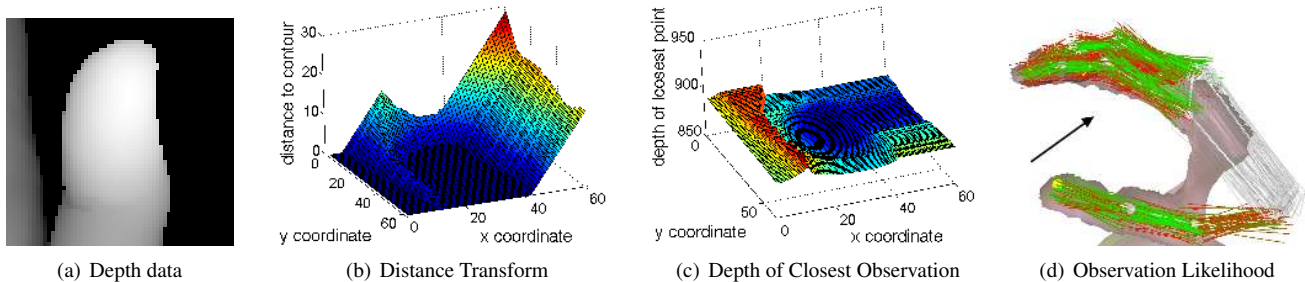 30
20
10
0
distance to contour
0
20
40
60
y coordinate
0
20
40
60
x coordinate
950
900
850
depth of lcosest point
0
50
y coordinate
0
20
40
60
x coordinate
(a) Depth data
(b) Distance Transform
(c) Depth of Closest Observation
(d) Observation Likelihood